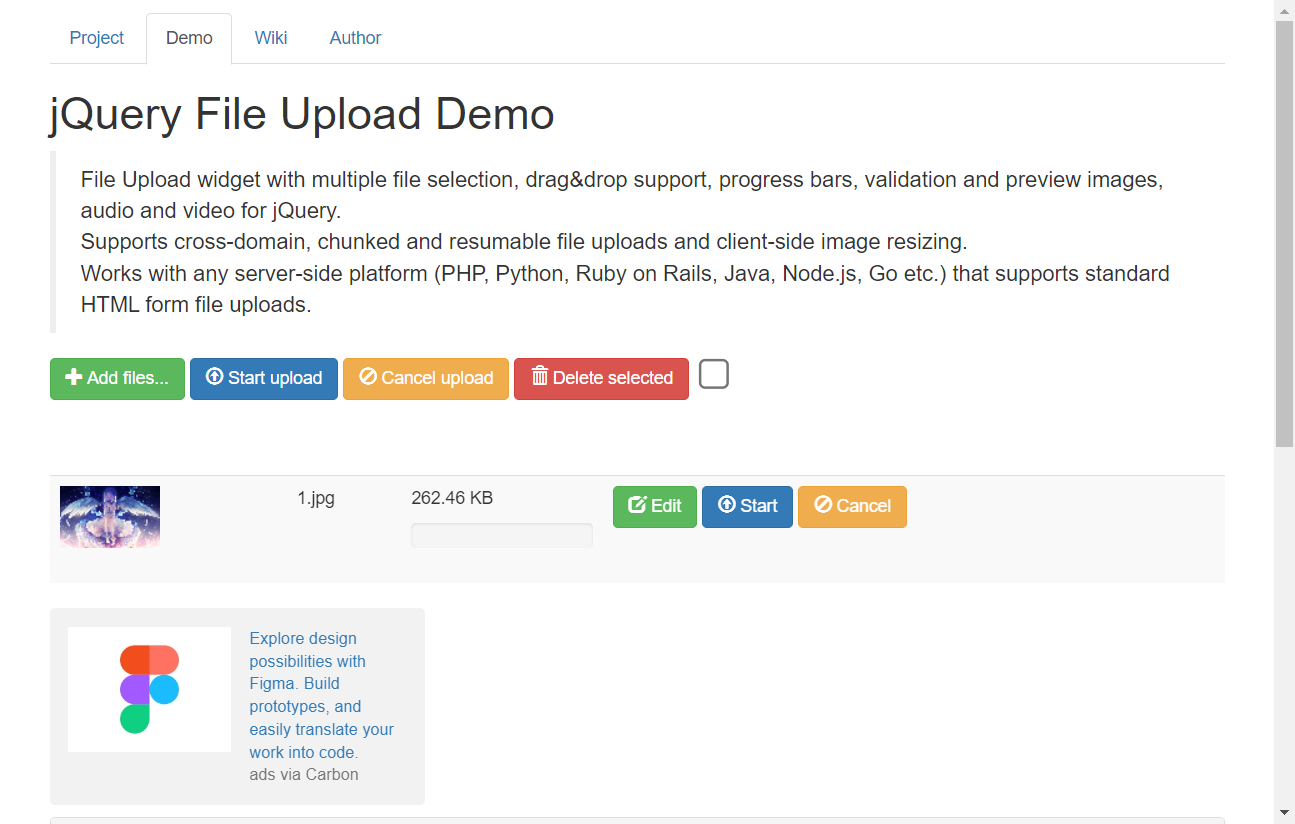 Project Demo Wiki Author
jQuery File Upload Demo
File Upload widget with multiple file selection, drag&drop support, progress bars, validation and preview images,
audio and video for jQuery.
Supports cross-domain, chunked and resumable file uploads and client-side image resizing.
Works with any server-side platform (PHP, Python, Ruby on Rails, Java, Node.js, Go etc.) that supports standard
HTML form file uploads.
Add files... Start upload Cancel upload Delete selected
1.jpg 262.46 KB Edit Start Cancel
Explore design
possibilities with
Figma. Build
prototypes, and
easily translate your
work into code.
ads via Carbon